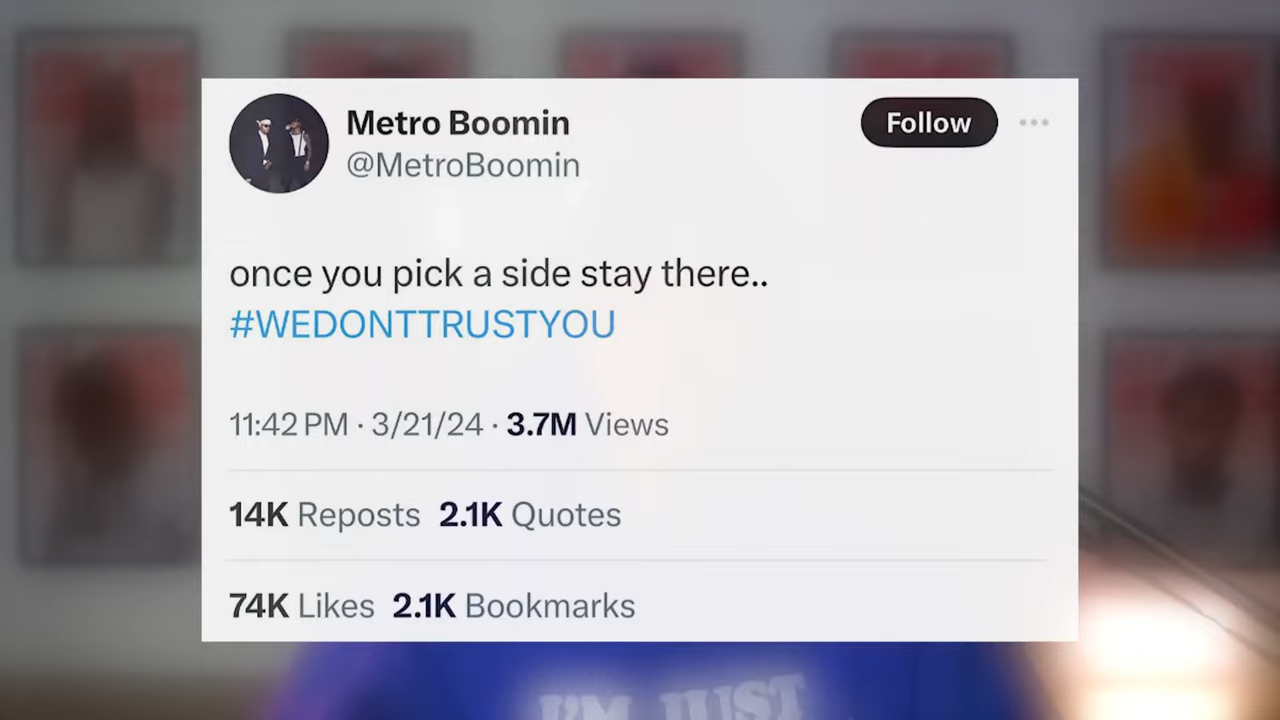 Metro Boomin
Follow
@MetroBoomin
once you pick a side stay there..
#WEDONTTRUSTYOU
11:42 PM · 3/21/24 · 3.7M Views
14K Reposts 2.1K Quotes
74K Likes 2.1K Bookmarks
I'M JUST